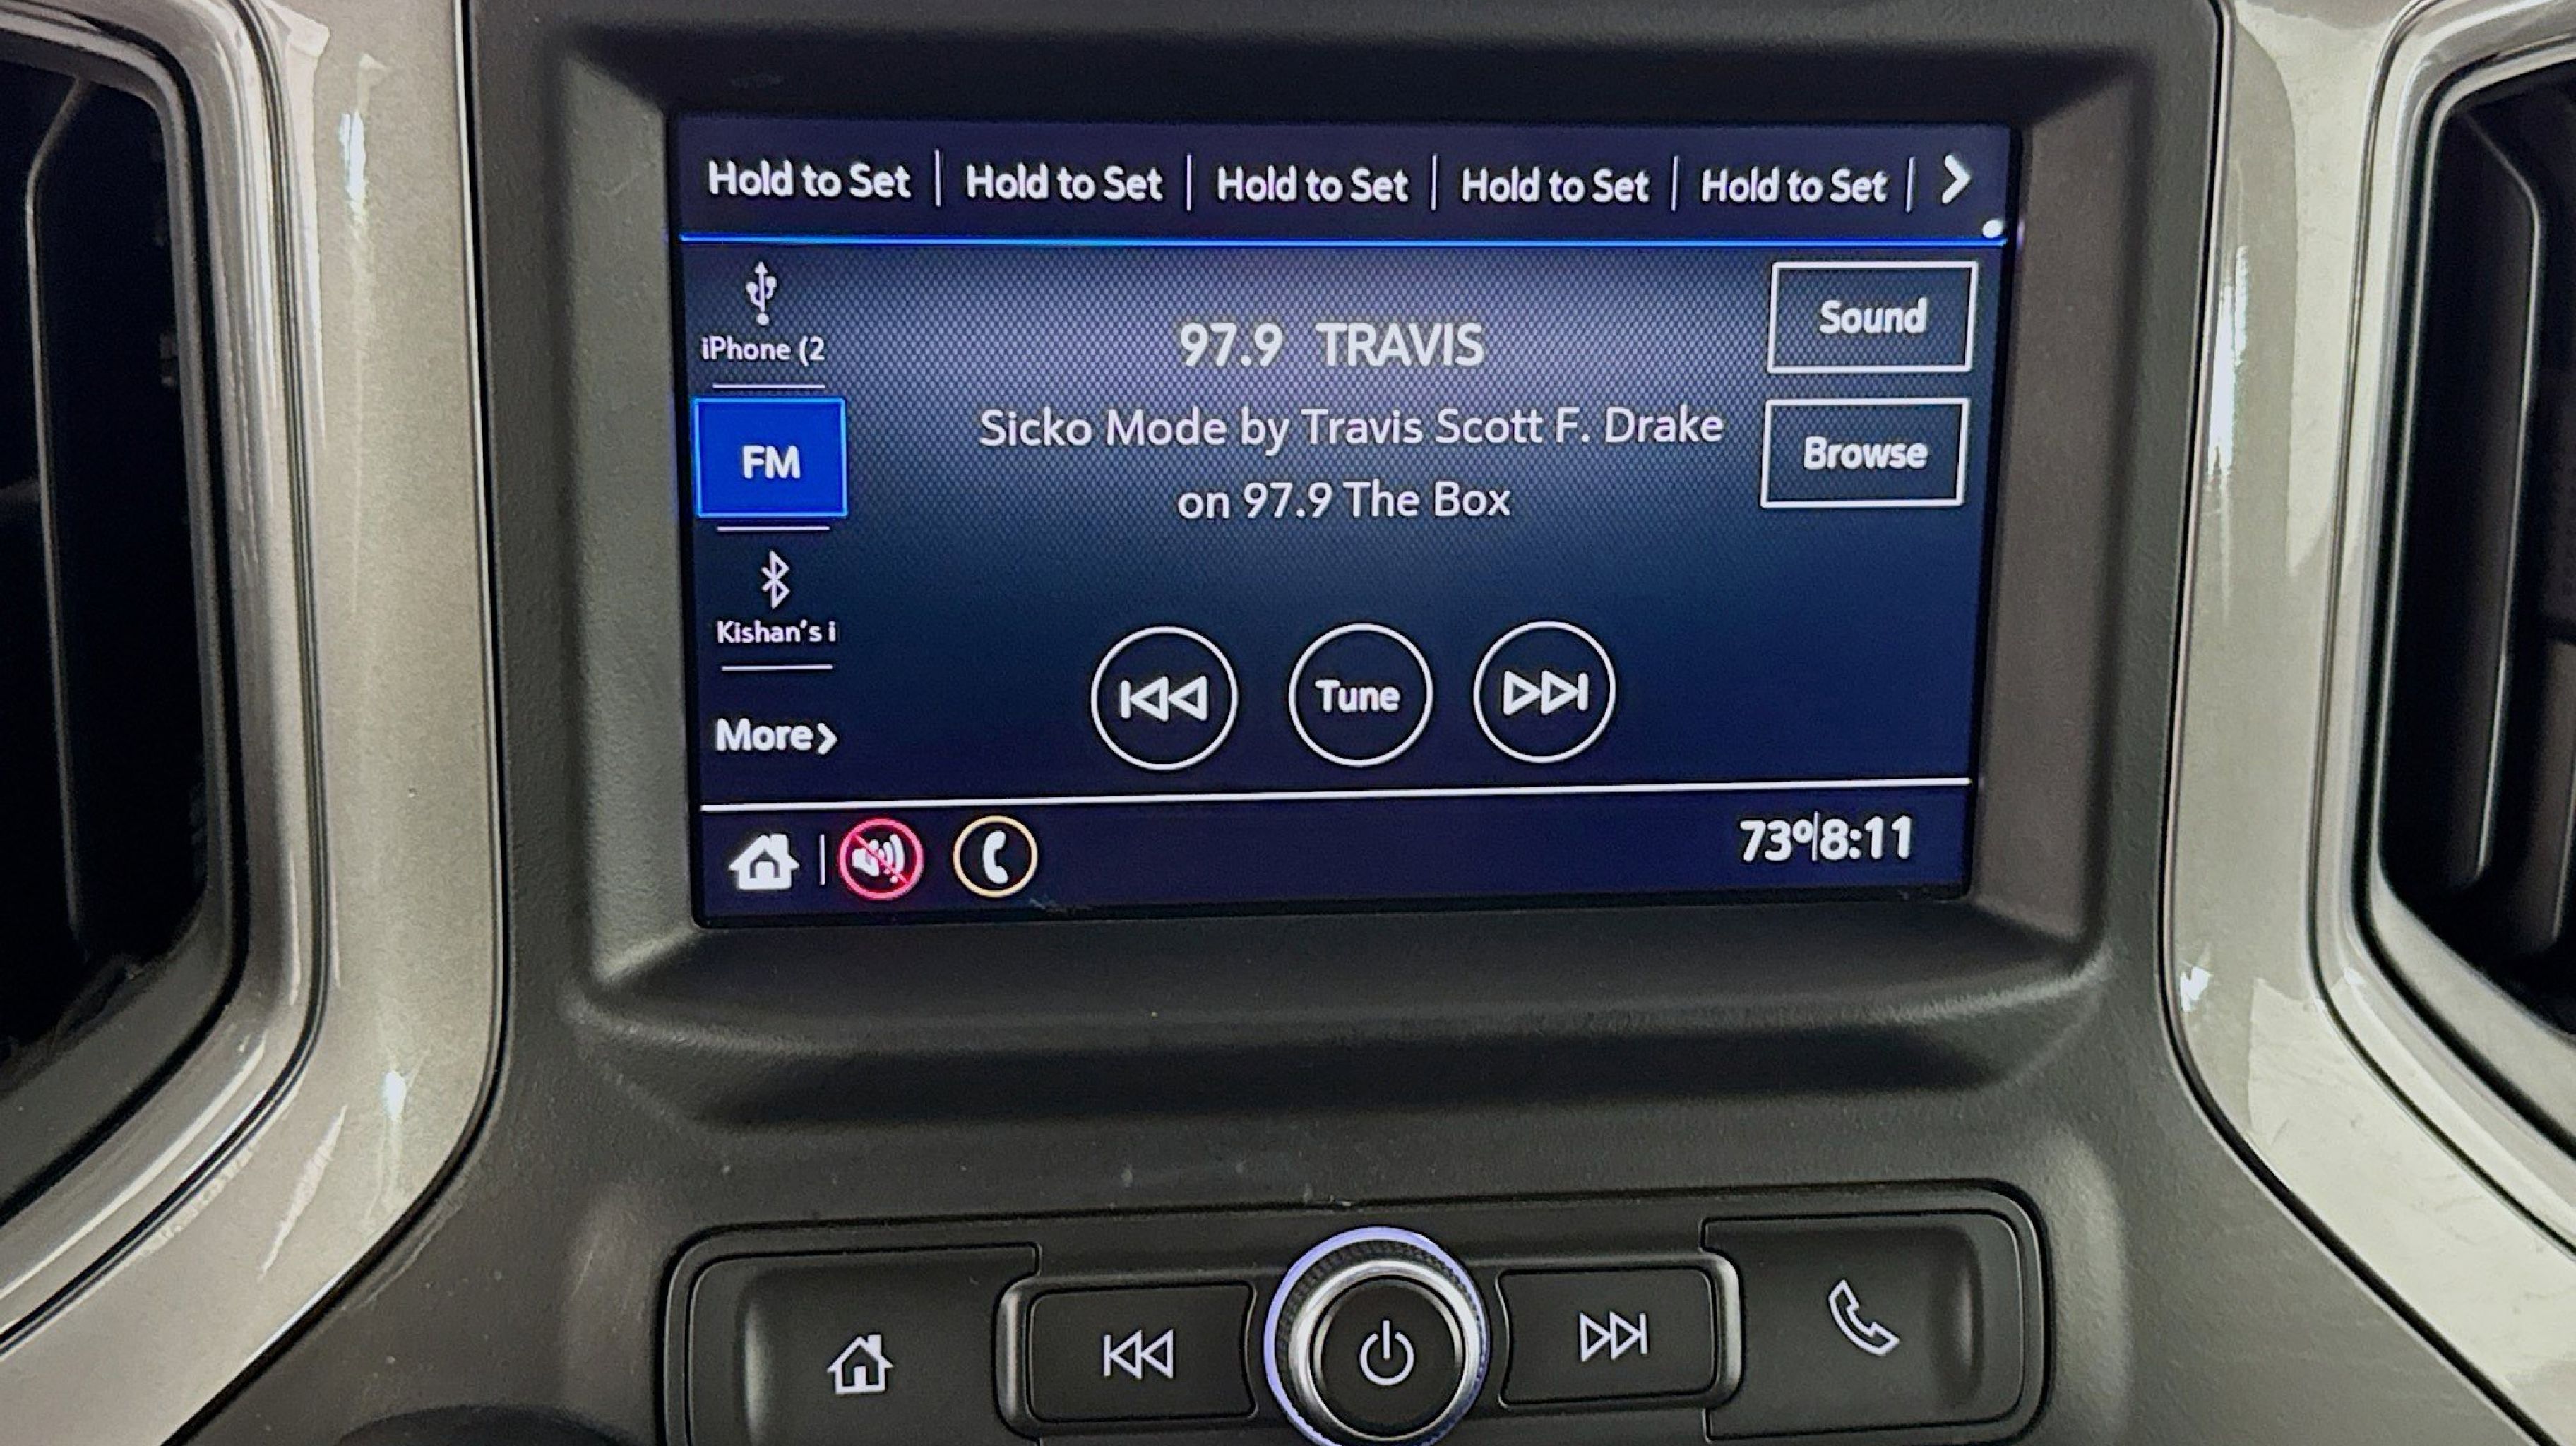 Hold to Set | Hold to Set | Hold to Set | Hold to Set | Hold to Set |
iPhone (2
FM
Kishan's i
More
97.9 TRAVIS
Sicko Mode by Travis Scott F. Drake
on 97.9 The Box
Sound
Browse
Tune
73°|8:11